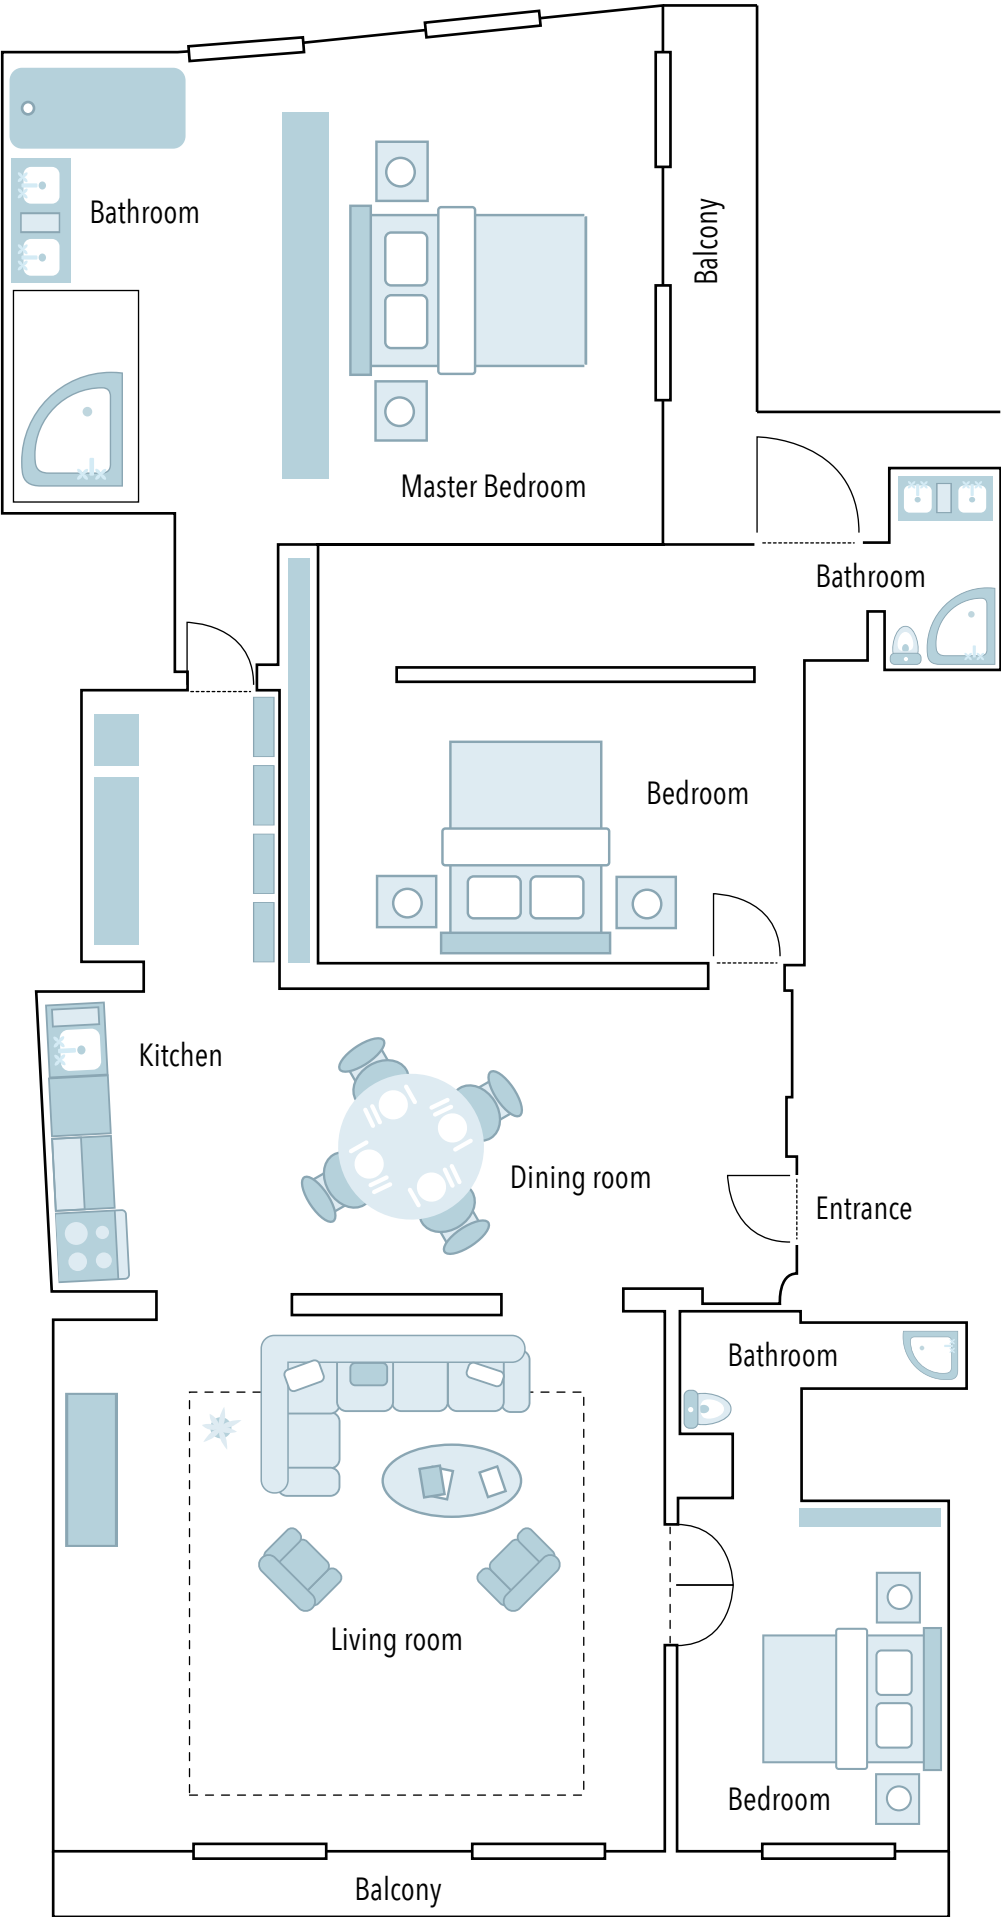 Bathroom
Balcony
Master Bedroom
Bathroom
Bedroom
Kitchen
Dining room
Entrance
Bathroom
Living room
Bedroom
Balcony